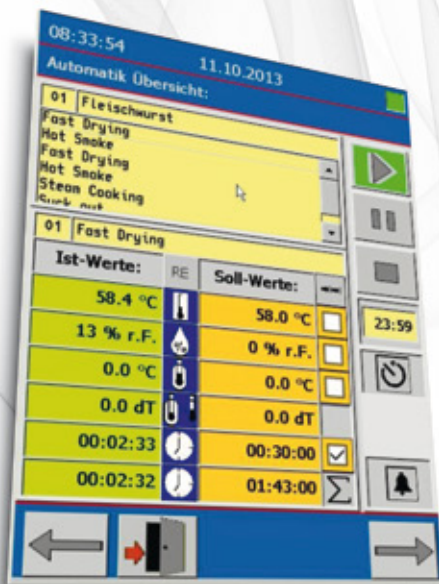 08:33:54 11.10.2013
Automatik Übersicht:
01 Fleischwurst
Fast Drying
Hot Smoke
Fast Drying
Hot Smoke
Steam Cooking
Suck out
01 Fast Drying
Ist-Werte: RE Soll-Werte:
58.4 °C 58.0 °C
13 % r.F. 0 % r.F.
23:59
0.0 °C 0.0 °C
0.0 dT 0.0 dT
00:02:33 00:30:00
00:02:32 01:43:00 Σ